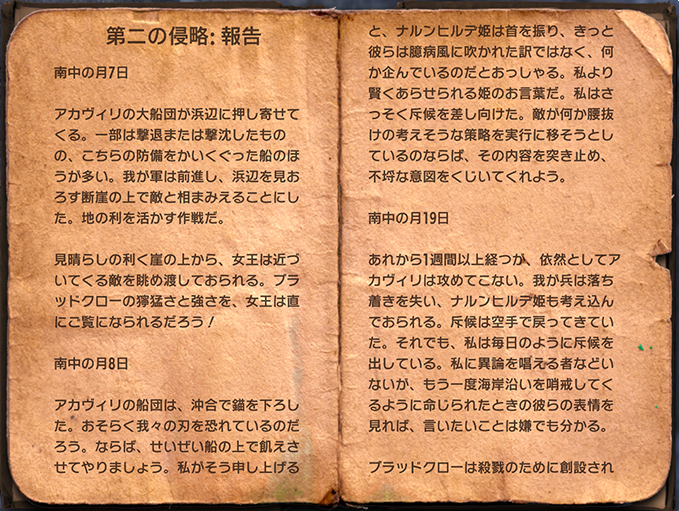 第二の侵略: 報告
南中の月7日
アカヴィリの大船団が浜辺に押し寄せて
くる。一部は撃退または撃沈したもの
の、こちらの防備をかいくぐった船のほ
うが多い。我が軍は前進し、浜辺を見お
ろす断崖の上で敵と相まみえることにし
た。地の利を活かす作戦だ。
見晴らしの利く崖の上から、女王は近づ
いてくる敵を眺め渡しておられる。ブラ
ッドクローの獰猛さと強さを、女王は直
にご覧になられるだろう！
南中の月8日
アカヴィリの船団は、沖合で錨を下ろし
た。おそらく我々の刃を恐れているのだ
ろう。ならば、せいぜい船の上で飢えさ
せてやりましょう。私がそう申し上げる
と、ナルンヒルデ姫は首を振り、きっと
彼らは臆病風に吹かれた訳ではなく、何
か企んでいるのだとおっしゃる。私より
賢くあらせられる姫のお言葉だ。私はさ
っそく斥候を差し向けた。敵が何か腰抜
けの考えそうな策略を実行に移そうとし
ているのならば、その内容を突き止め、
不埒な意図をくじいてくれよう。
南中の月19日
あれから1週間以上経つが、依然としてア
カヴィリは攻めてこない。我が兵は落ち
着きを失い、ナルンヒルデ姫も考え込ん
でおられる。斥候は空手で戻ってきてい
た。それでも、私は毎日のように斥候を
出している。私に異論を唱える者などい
ないが、もう一度海岸沿いを哨戒してく
るように命じられたときの彼らの表情を
見れば、言いたいことは嫌でも分かる。
ブラッドクローは殺戮のために創設され